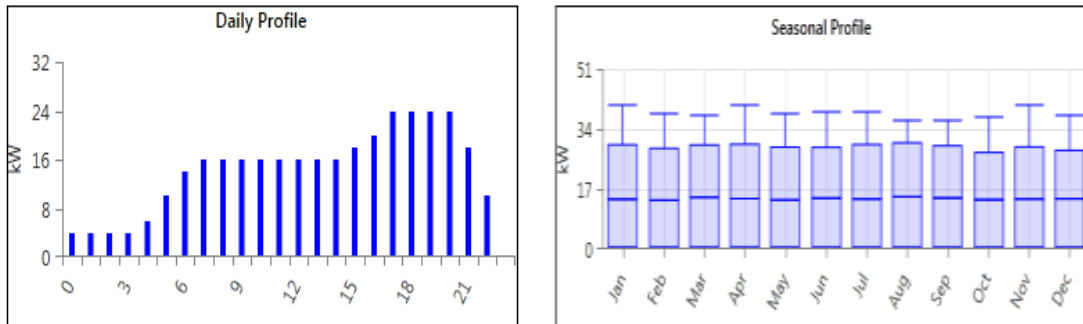 Daily Profile
kW
32
24
16
8
0
0 3 6 9 12 15 18 21
Seasonal Profile
kW
51
34
17
0
Jan Feb Mar Apr May Jun Jul Aug Sep Oct Nov Dec